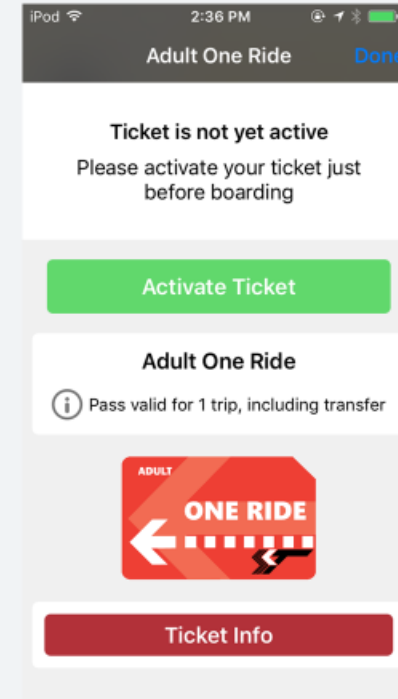 iPod 2:36 PM
Adult One Ride Done
Ticket is not yet active
Please activate your ticket just
before boarding
Activate Ticket
Adult One Ride
Pass valid for 1 trip, including transfer
ADULT
ONE RIDE
Ticket Info